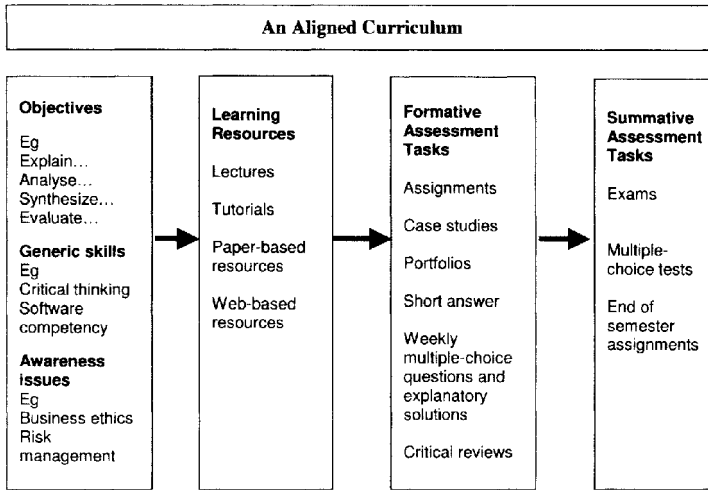 An Aligned Curriculum
Objectives
Eg
Explain...
Analyse...
Synthesize...
Evaluate...
Generic skills
Eg
Critical thinking
Software
competency
Awareness
issues
Eg
Business ethics
Risk
management
Learning
Resources
Lectures
Tutorials
Paper-based
resources
Web-based
resources
Formative
Assessment
Tasks
Assignments
Case studies
Portfolios
Short answer
Weekly
multiple-choice
questions and
explanatory
solutions
Critical reviews
Summative
Assessment
Tasks
Exams
Multiple-
choice tests
End of
semester
assignments